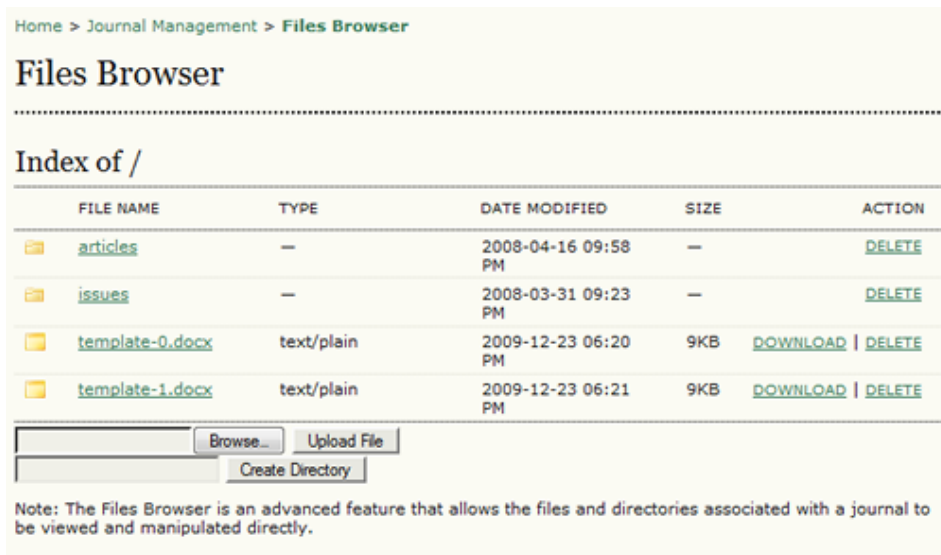 Home > Journal Management > Files Browser
Files Browser
Index of /
FILE NAME TYPE DATE MODIFIED SIZE ACTION
articles — 2008-04-16 09:58 — DELETE
PM
issues — 2008-03-31 09:23 — DELETE
PM
template-0.docx text/plain 2009-12-23 06:20 9KB DOWNLOAD | DELETE
PM
template-1.docx text/plain 2009-12-23 06:21 9KB DOWNLOAD | DELETE
PM
Browse... Upload File
Create Directory
Note: The Files Browser is an advanced feature that allows the files and directories associated with a journal to
be viewed and manipulated directly.